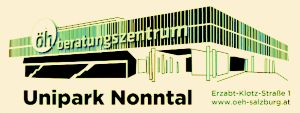 öh beratungszentrum
Unipark Nonntal
Erzabt-Klotz-Straße 1
www.oeh-salzburg.at